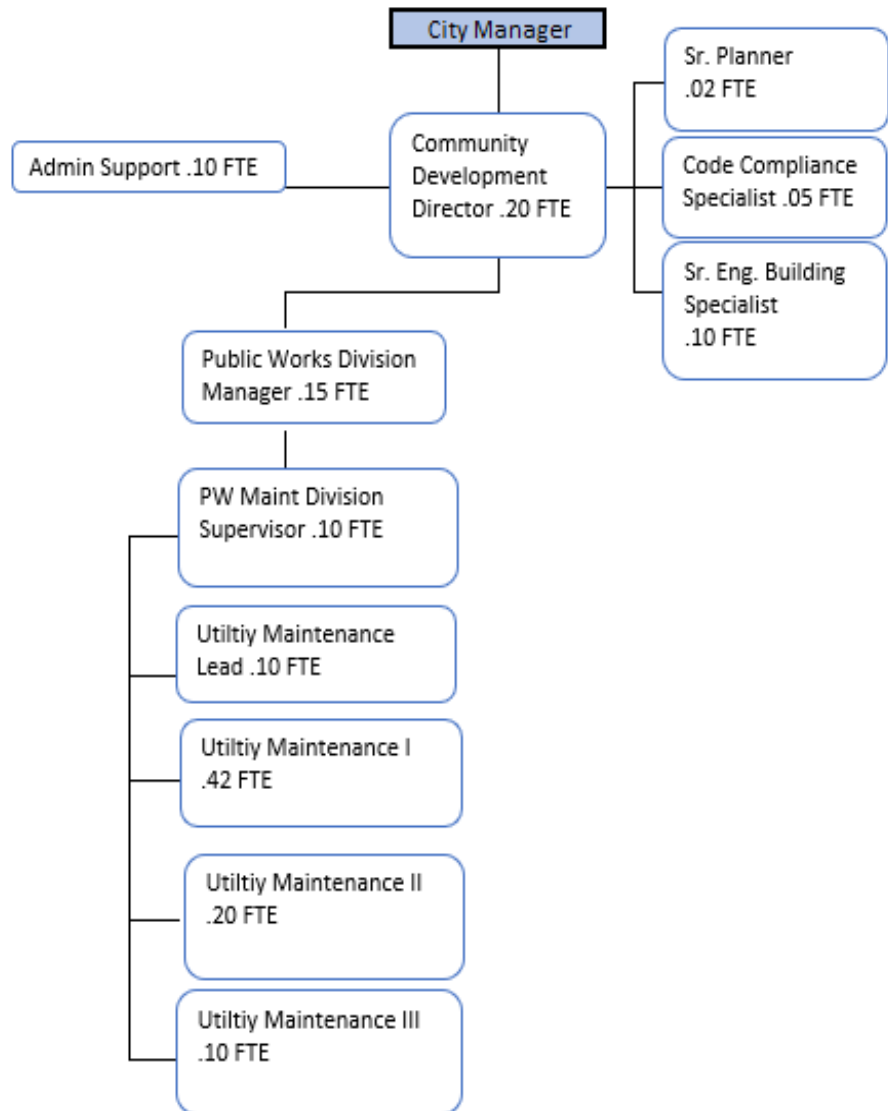 City Manager
Sr. Planner
.02 FTE
Community
Development
Director .20 FTE
Admin Support .10 FTE
Code Compliance
Specialist .05 FTE
Sr. Eng. Building
Specialist
.10 FTE
Public Works Division
Manager .15 FTE
PW Maint Division
Supervisor .10 FTE
Utiltiy Maintenance
Lead .10 FTE
Utiltiy Maintenance I
.42 FTE
Utiltiy Maintenance II
.20 FTE
Utiltiy Maintenance III
.10 FTE